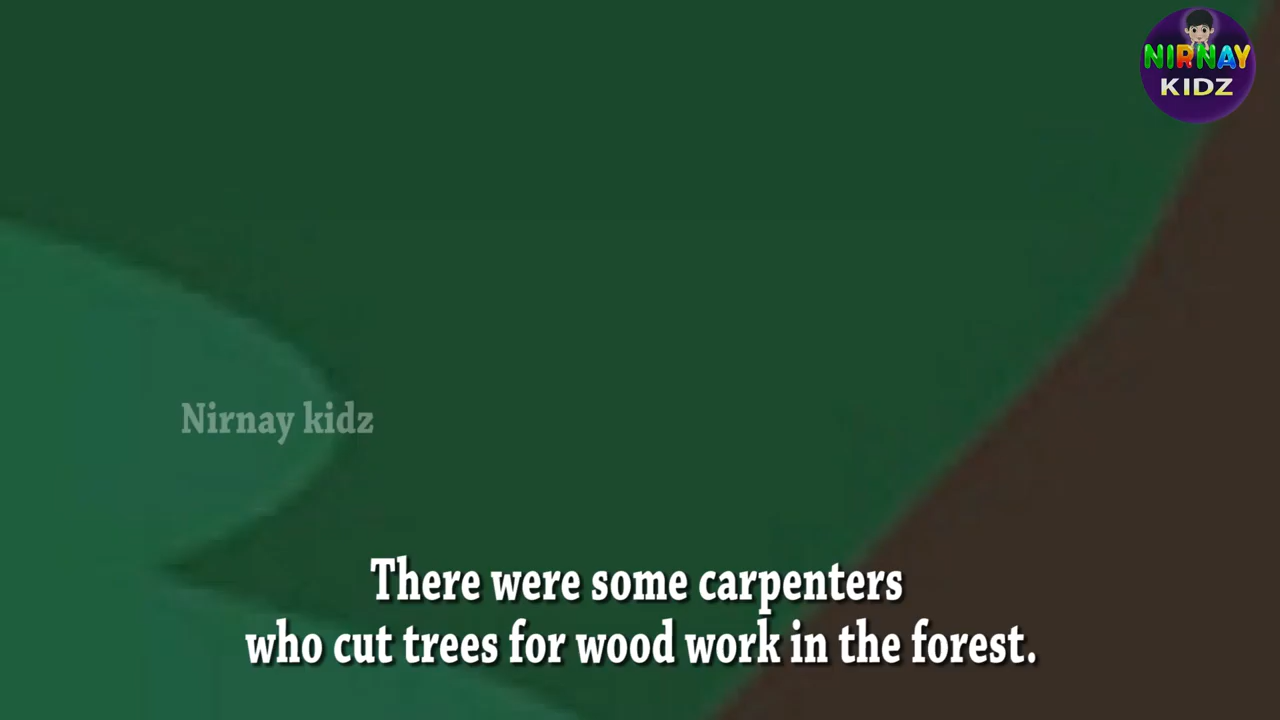 NIRNAY
KIDZ
Nirnay kidz
There were some carpenters
who cut trees for wood work in the forest.